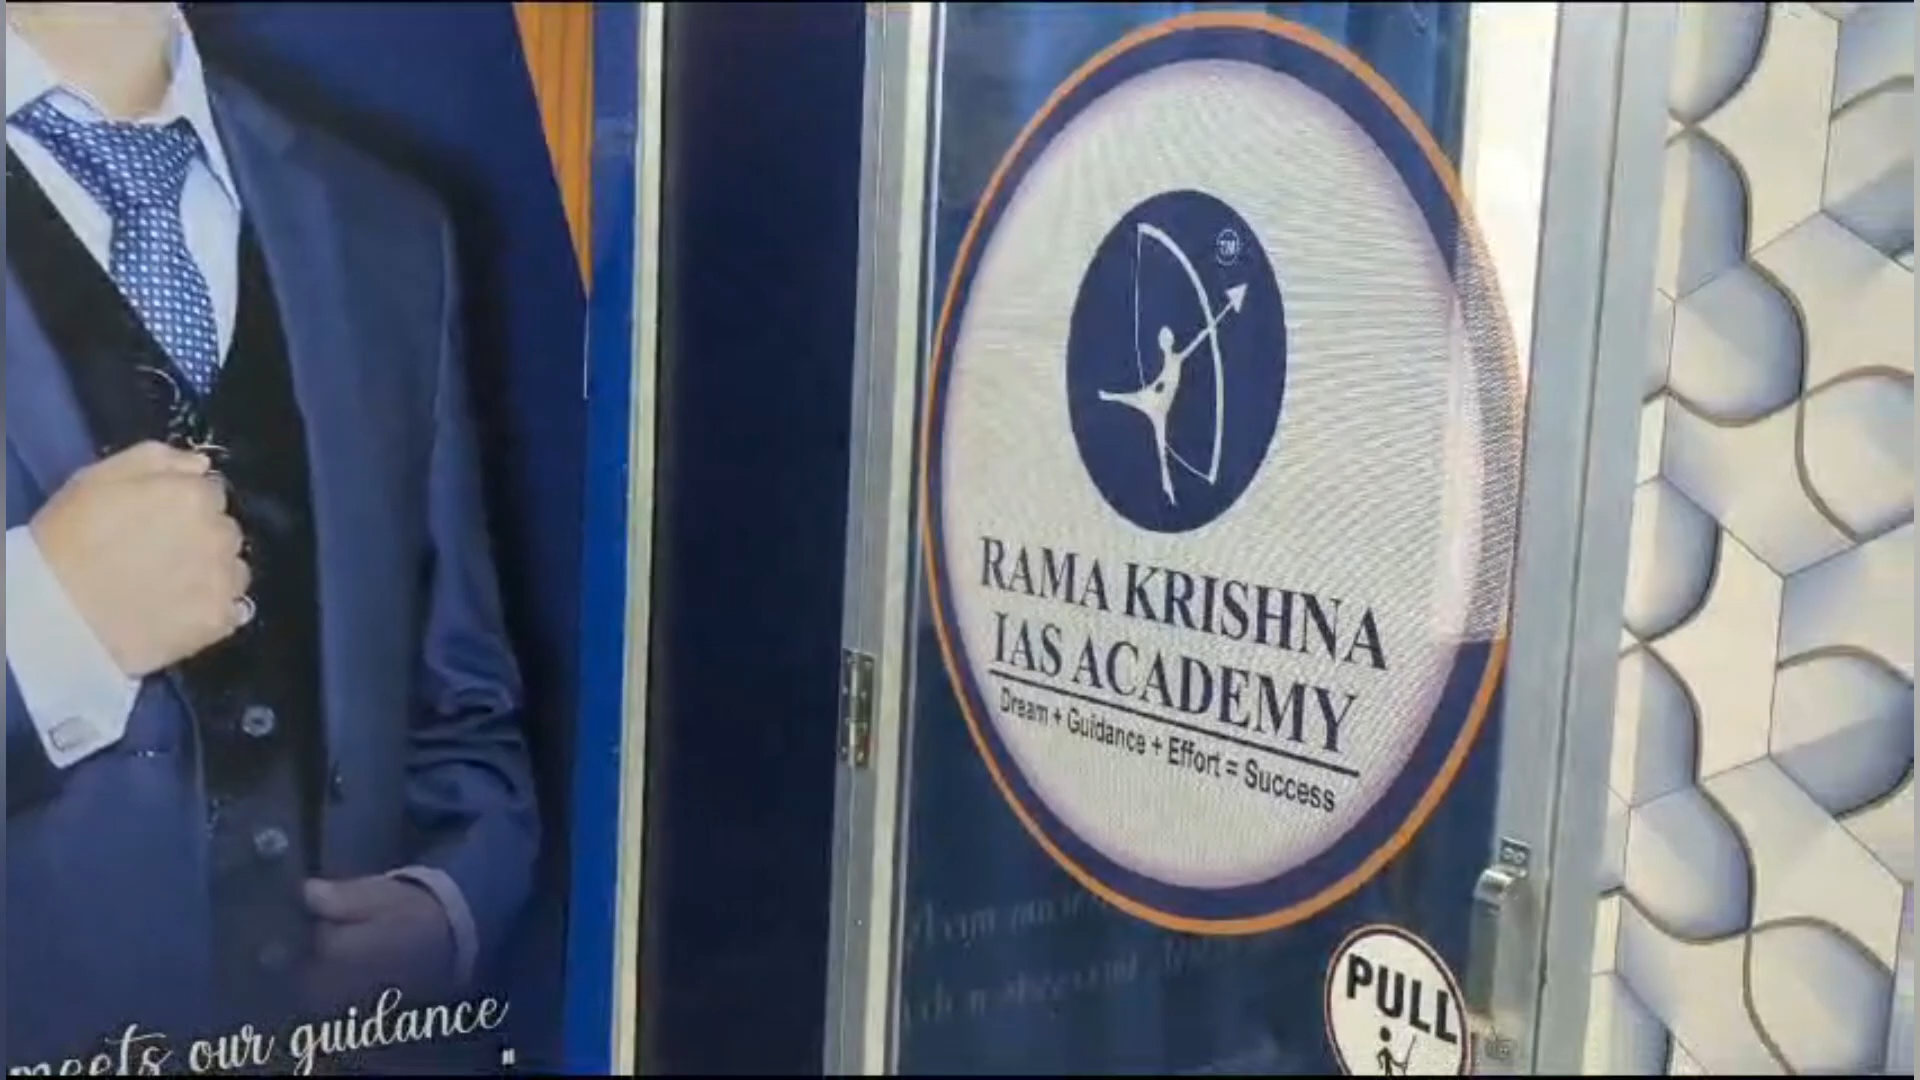 TM
RAMA KRISHNA
IAS ACADEMY
Dream + Guidance + Effort = Success
PULL
meets our guidance